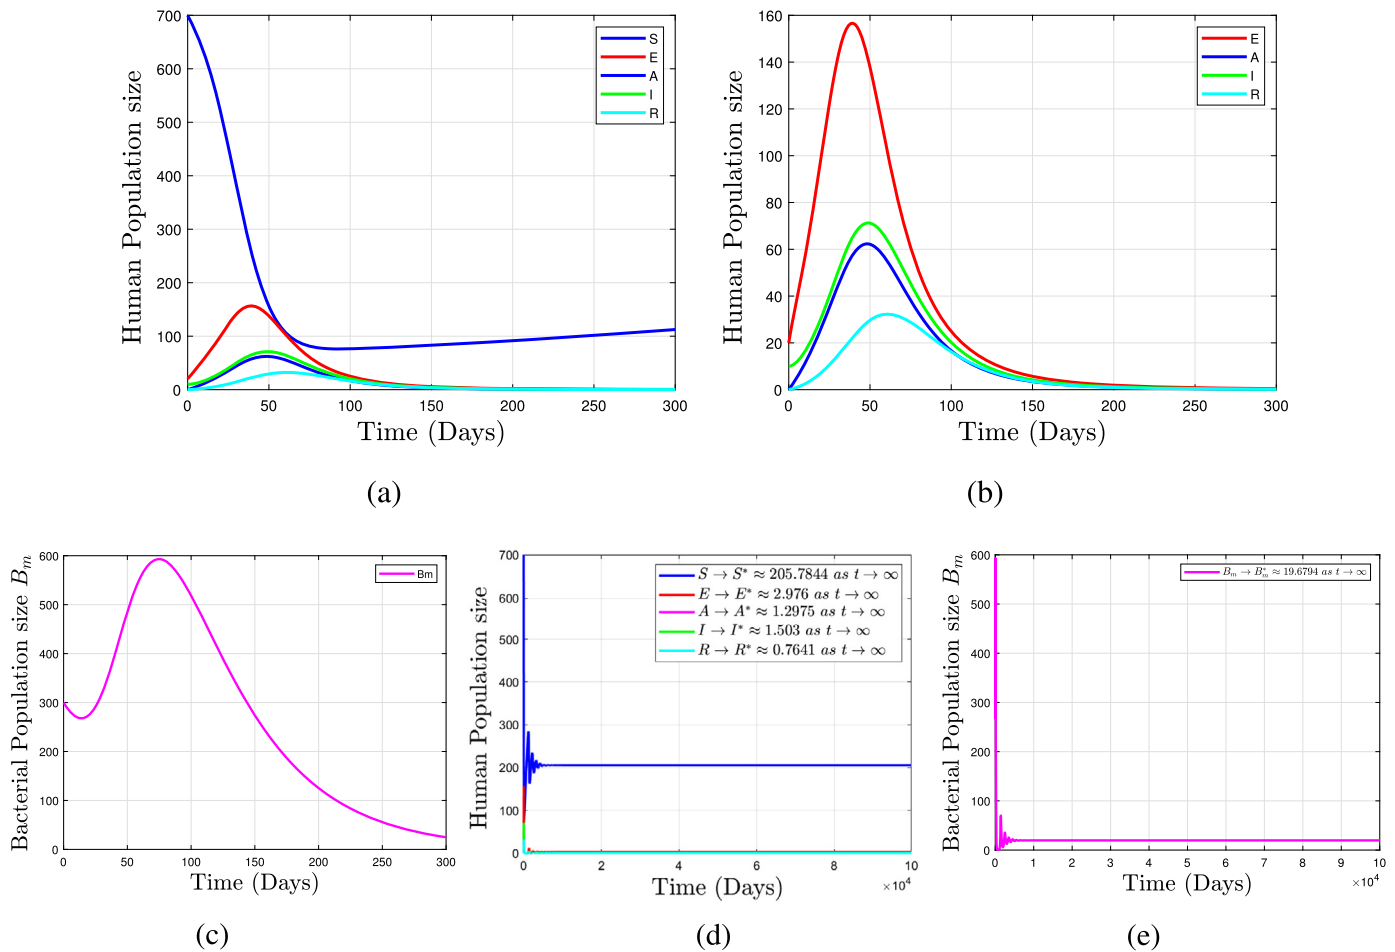 Human Population size
700
600
500
400
300
200
100
0
0 50 100 150 200 250 300
Time (Days)
S
E
A
I
R
(a)
Human Population size
160
140
120
100
80
60
40
20
0
0 50 100 150 200 250 300
Time (Days)
E
A
I
R
(b)
Bacterial Population size B_m
600
500
400
300
200
100
0
0 50 100 150 200 250 300
Time (Days)
Bm
(c)
Human Population size
700
600
500
400
300
200
100
0
0 2 4 6 8 10
×10⁴
Time (Days)
S → S* ≈ 205.7844 as t → ∞
E → E* ≈ 2.976 as t → ∞
A → A* ≈ 1.2975 as t → ∞
I → I* ≈ 1.503 as t → ∞
R → R* ≈ 0.7641 as t → ∞
(d)
Bacterial Population size B_m
600
500
400
300
200
100
0
0 1 2 3 4 5 6 7 8 9 10
×10⁴
Time (Days)
B_m → B*_m ≈ 19.6794 as t → ∞
(e)